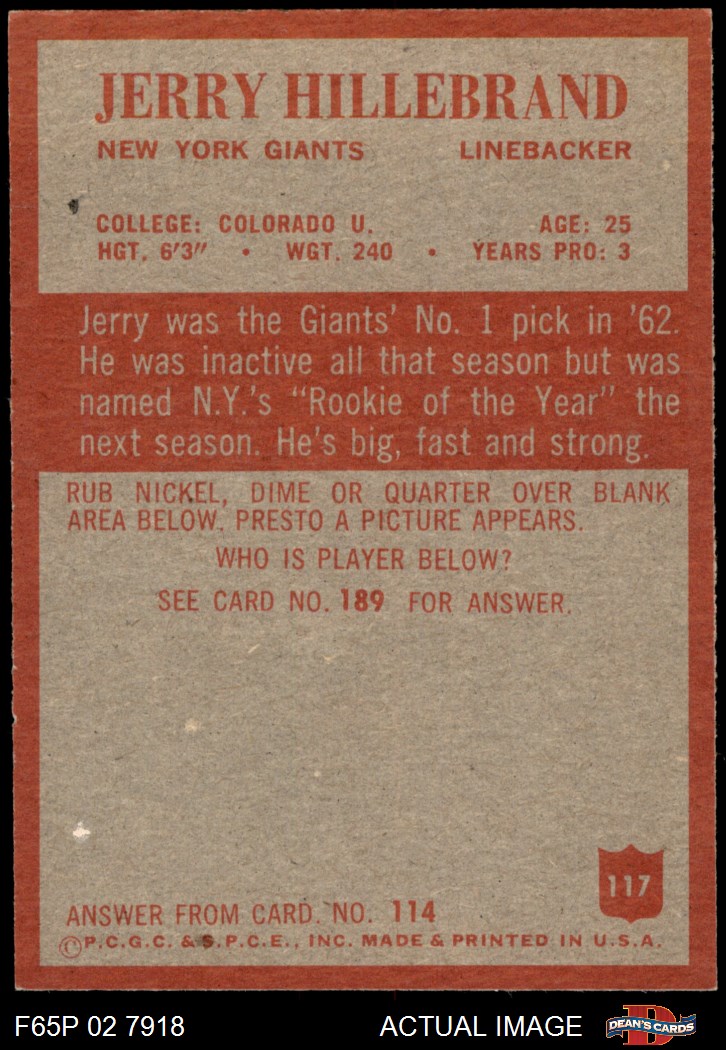 JERRY HILLEBRAND
NEW YORK GIANTS LINEBACKER
COLLEGE: COLORADO U. AGE: 25
HGT. 6'3" • WGT. 240 • YEARS PRO: 3
Jerry was the Giants' No. 1 pick in '62.
He was inactive all that season but was
named N.Y.'s "Rookie of the Year" the
next season. He's big, fast and strong.
RUB NICKEL, DIME OR QUARTER OVER BLANK
AREA BELOW. PRESTO A PICTURE APPEARS.
WHO IS PLAYER BELOW?
SEE CARD NO. 189 FOR ANSWER.
117
ANSWER FROM CARD. NO. 114
©P.C.G.C. & S.P.C.E., INC. MADE & PRINTED IN U.S.A.
F65P 02 7918 ACTUAL IMAGE D DEAN'S CARDS